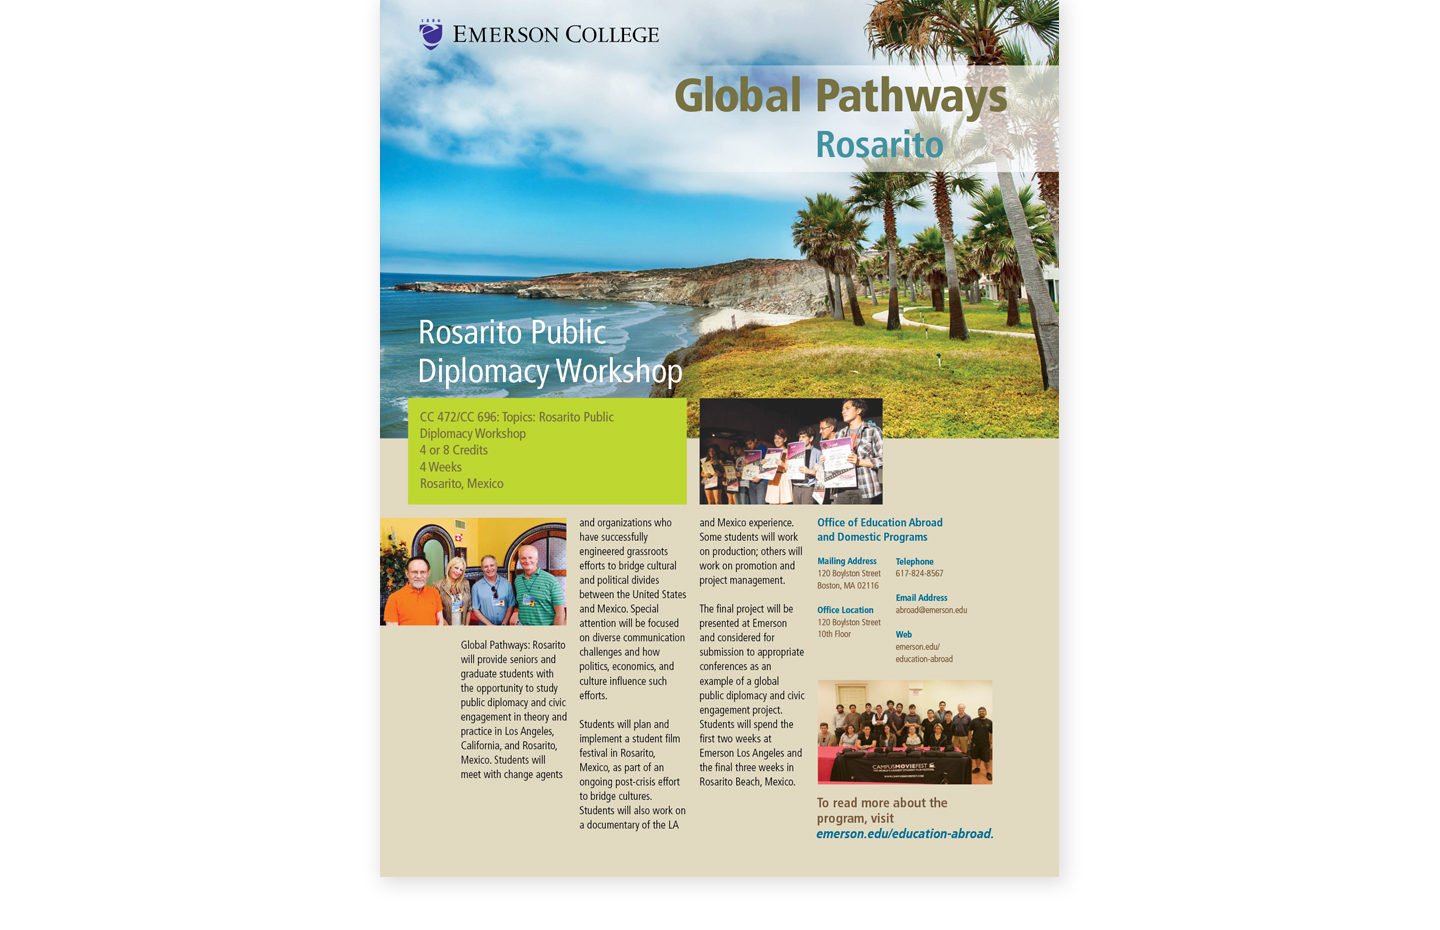 1880
EMERSON COLLEGE
Global Pathways
Rosarito
Rosarito Public
Diplomacy Workshop
CC 472/CC 696: Topics: Rosarito Public
Diplomacy Workshop
4 or 8 Credits
4 Weeks
Rosarito, Mexico
Global Pathways: Rosarito
will provide seniors and
graduate students with
the opportunity to study
public diplomacy and civic
engagement in theory and
practice in Los Angeles,
California, and Rosarito,
Mexico. Students will
meet with change agents
and organizations who
have successfully
engineered grassroots
efforts to bridge cultural
and political divides
between the United States
and Mexico. Special
attention will be focused
on diverse communication
challenges and how
politics, economics, and
culture influence such
efforts.
Students will plan and
implement a student film
festival in Rosarito,
Mexico, as part of an
ongoing post-crisis effort
to bridge cultures.
Students will also work on
a documentary of the LA
and Mexico experience.
Some students will work
on production; others will
work on promotion and
project management.
The final project will be
presented at Emerson
and considered for
submission to appropriate
conferences as an
example of a global
public diplomacy and civic
engagement project.
Students will spend the
first two weeks at
Emerson Los Angeles and
the final three weeks in
Rosarito Beach, Mexico.
Office of Education Abroad
and Domestic Programs
Mailing Address
120 Boylston Street
Boston, MA 02116
Office Location
120 Boylston Street
10th Floor
Telephone
617-824-8567
Email Address
abroad@emerson.edu
Web
emerson.edu/
education-abroad
CAMPUSMOVIEFEST
WWW.CAMPUSMOVIEFEST.COM
To read more about the
program, visit
emerson.edu/education-abroad.